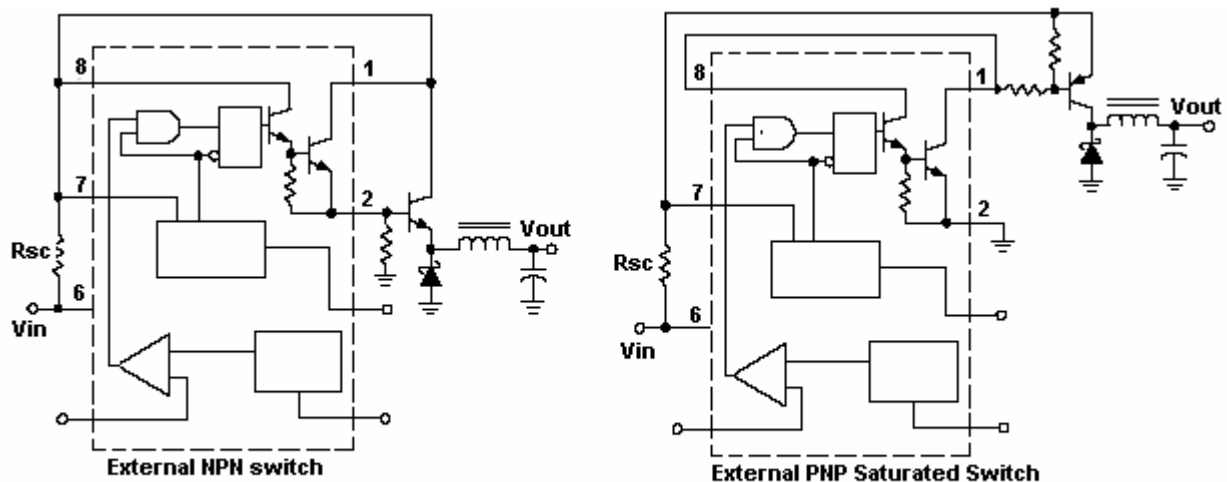 8
1
7
2
Rsc
6
Vin
Vout
External NPN switch
8
1
7
2
Rsc
6
Vin
Vout
External PNP Saturated Switch